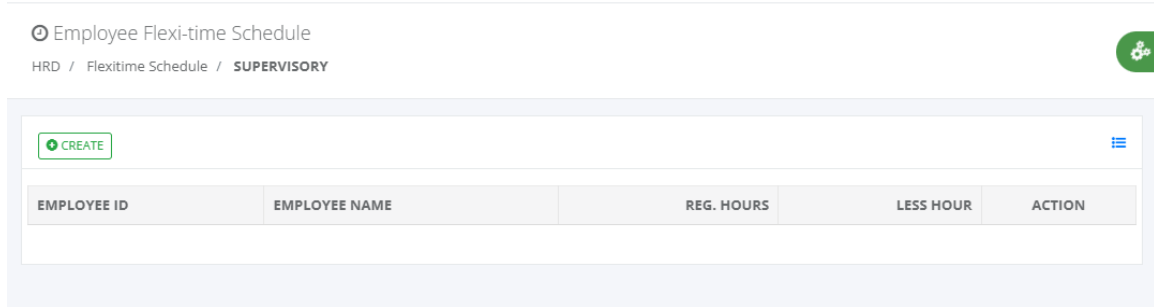 Employee Flexi-time Schedule
HRD / Flexitime Schedule / SUPERVISORY
CREATE
EMPLOYEE ID EMPLOYEE NAME REG. HOURS LESS HOUR ACTION